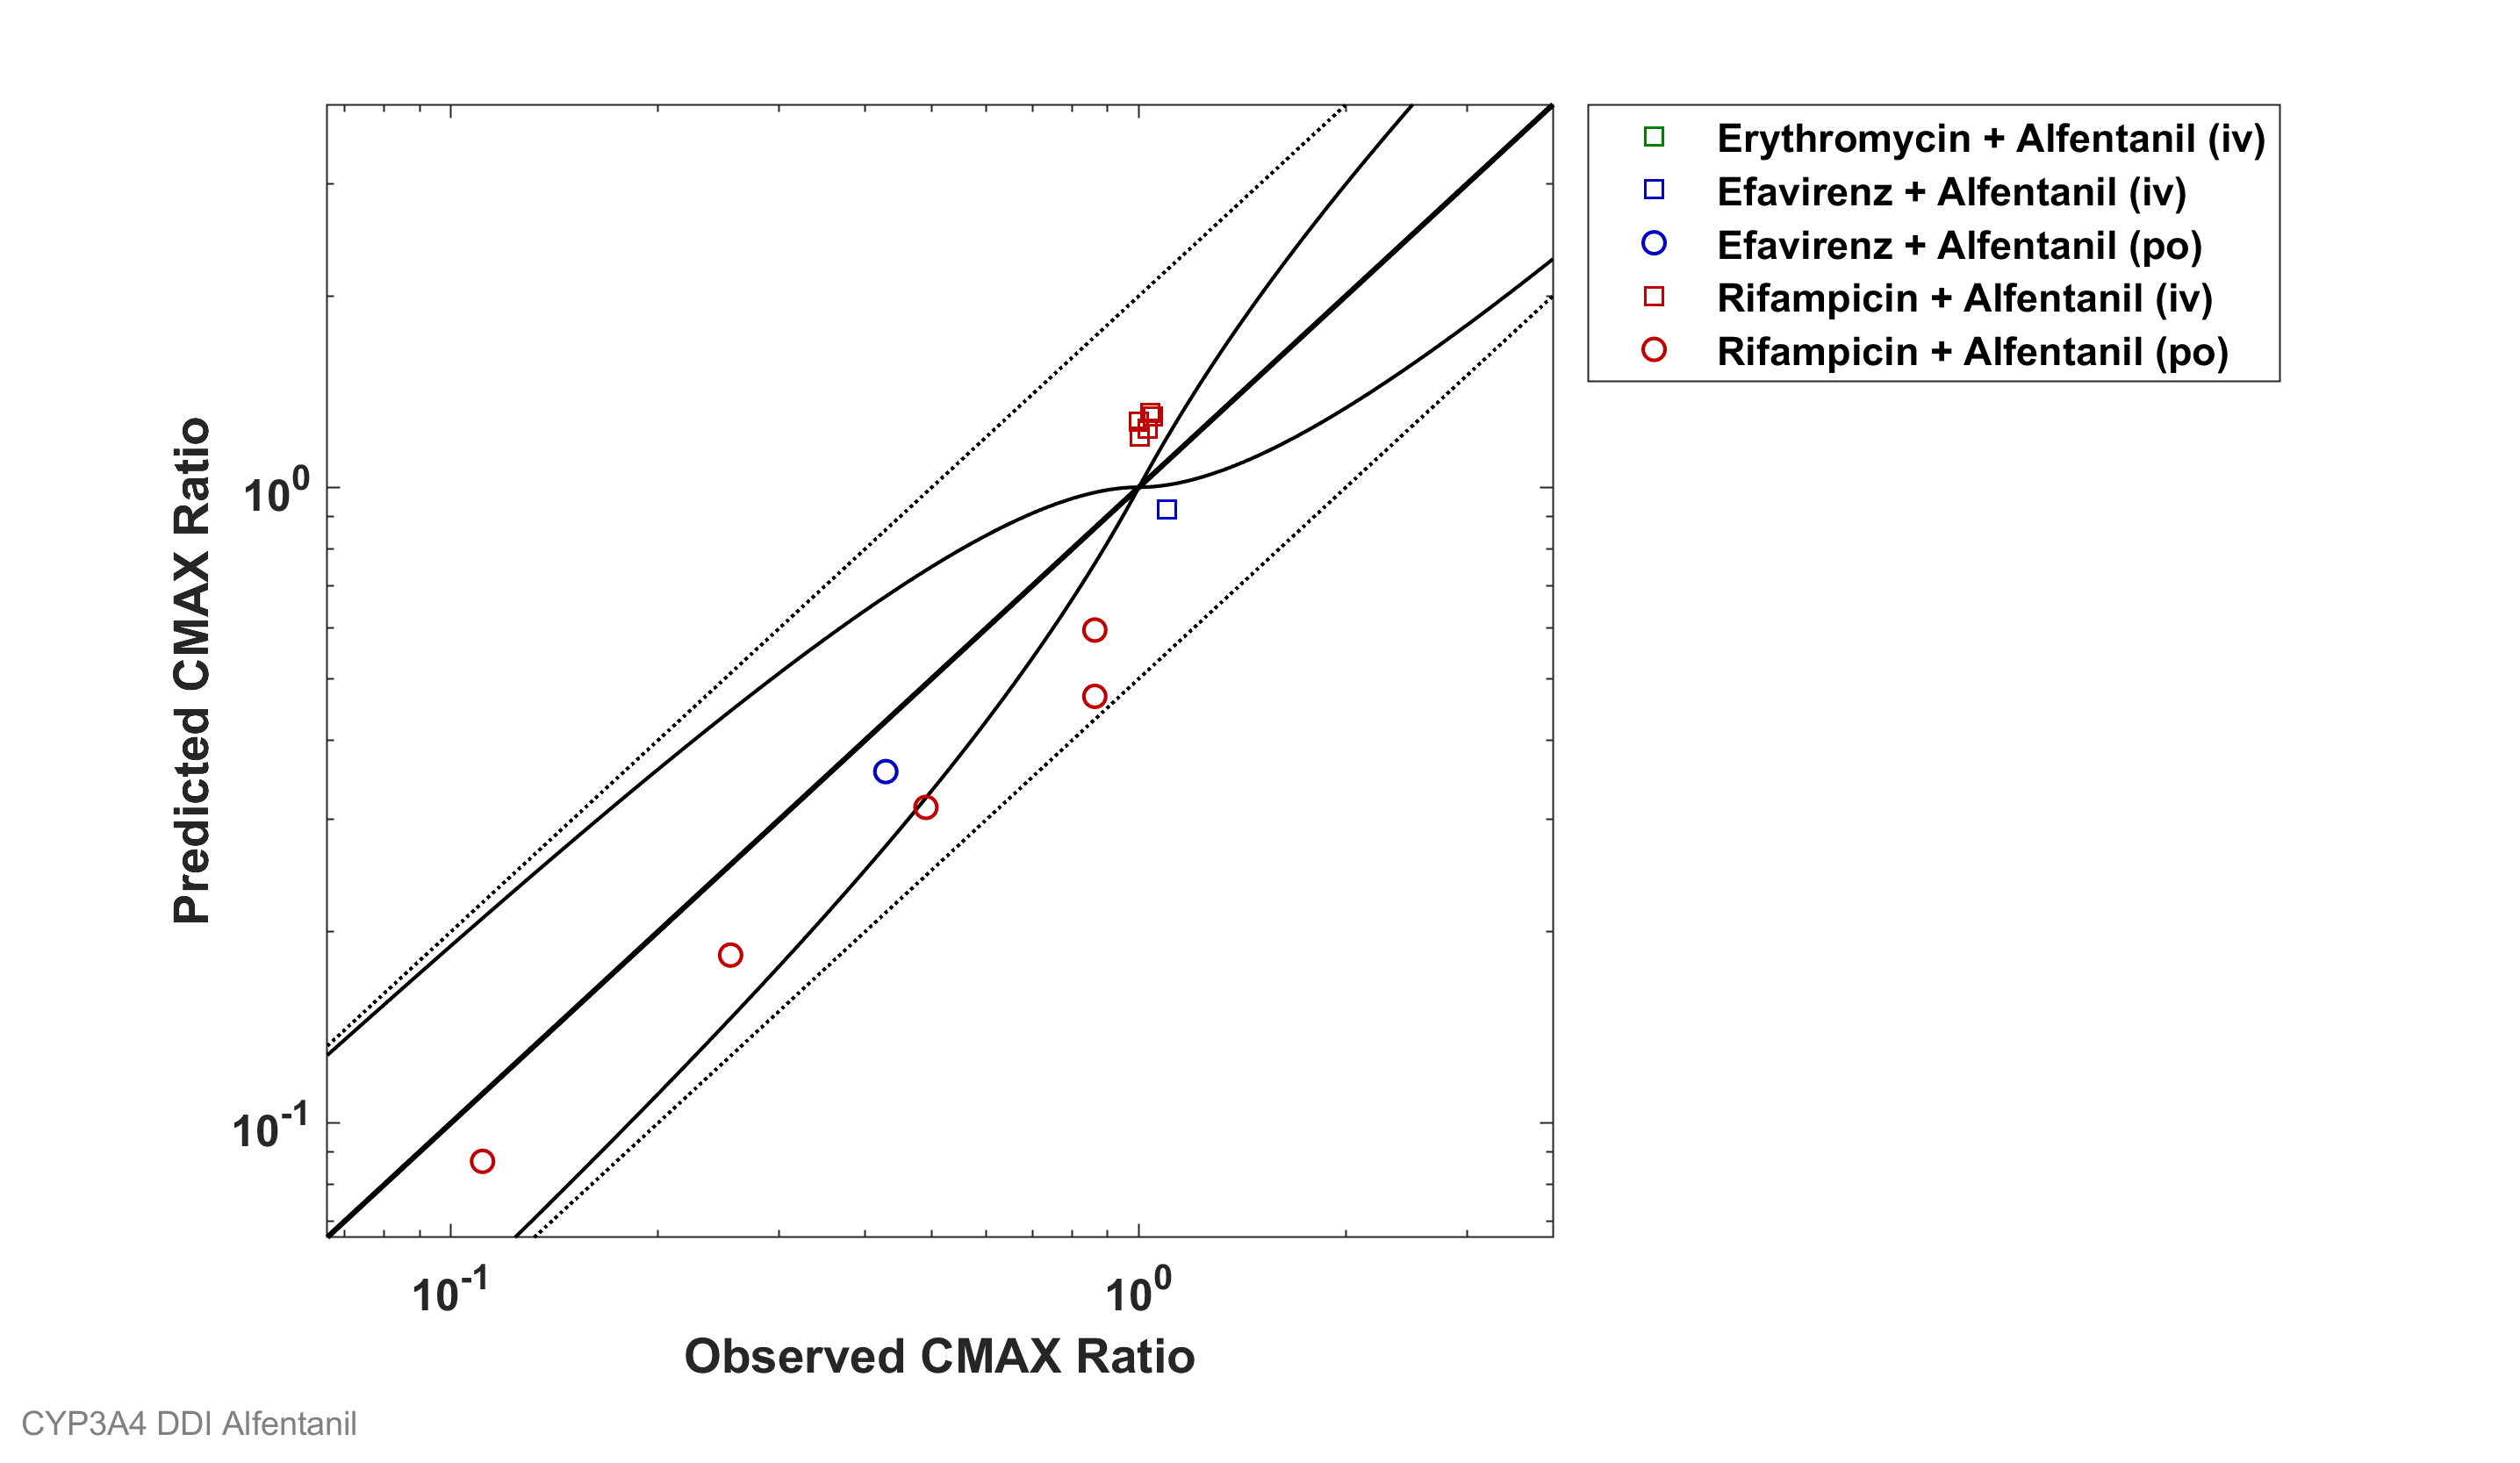 Erythromycin + Alfentanil (iv)
Efavirenz + Alfentanil (iv)
Efavirenz + Alfentanil (po)
Rifampicin + Alfentanil (iv)
Rifampicin + Alfentanil (po)
Predicted CMAX Ratio
10^0
10^-1
10^-1
10^0
Observed CMAX Ratio
CYP3A4 DDI Alfentanil